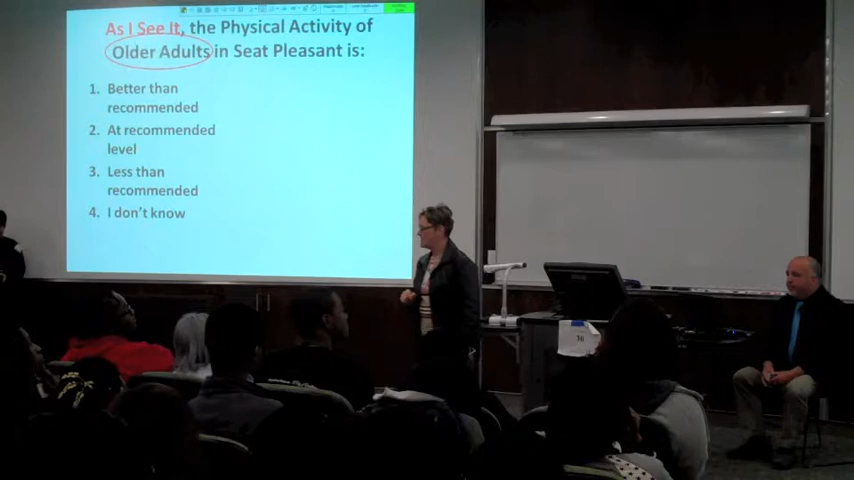 As I See It, the Physical Activity of
Older Adults in Seat Pleasant is:
1. Better than
recommended
2. At recommended
level
3. Less than
recommended
4. I don't know